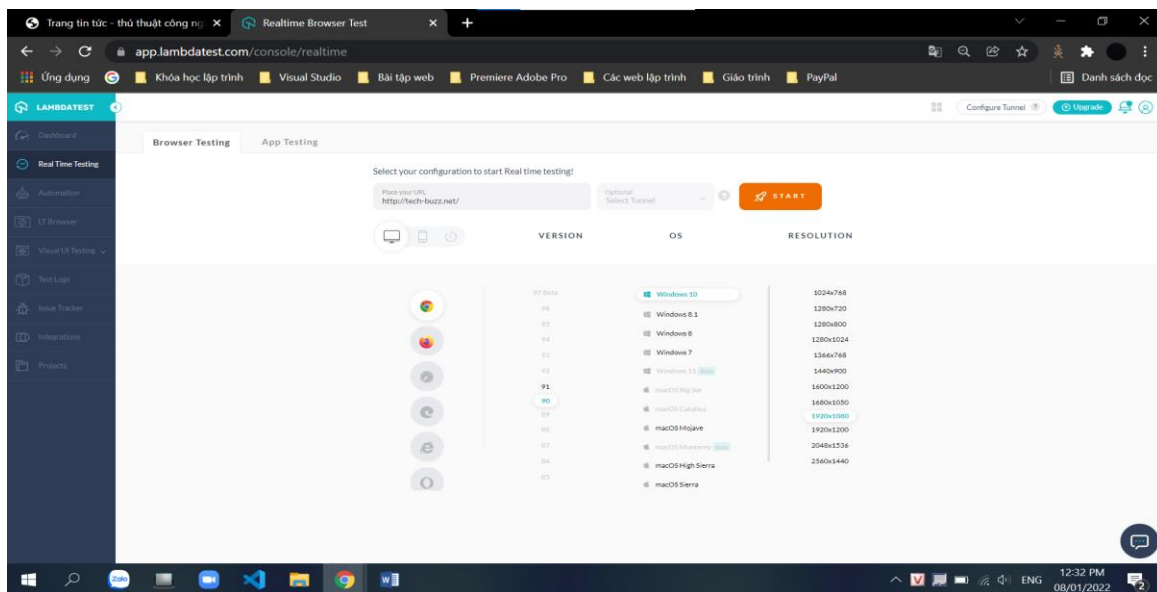 Trang tin tức - thủ thuật công ng
Realtime Browser Test
app.lambdatest.com/console/realtime
Ứng dụng
Khóa học lập trình
Visual Studio
Bài tập web
Premiere Adobe Pro
Các web lập trình
Giáo trình
PayPal
Danh sách đọc
LAMBDATEST
Configure Tunnel
Upgrade
Dashboard
Browser Testing
App Testing
Real Time Testing
Select your configuration to start Real time testing!
Automation
Place your URL
http://tech-buzz.net/
Optional
Select Tunnel
START
LT Browser
VERSION
OS
RESOLUTION
Visual UI Testing
Test Logs
Issue Tracker
Integrations
Projects
97 Beta
96
95
94
93
92
91
90
89
88
87
86
85
Windows 10
Windows 8.1
Windows 8
Windows 7
Windows 11 Beta
macOS Big Sur
macOS Catalina
macOS Mojave
macOS Monterey Beta
macOS High Sierra
macOS Sierra
1024x768
1280x720
1280x800
1280x1024
1366x768
1440x900
1600x1200
1680x1050
1920x1080
1920x1200
2048x1536
2560x1440
Zalo
ENG
12:32 PM
08/01/2022
2